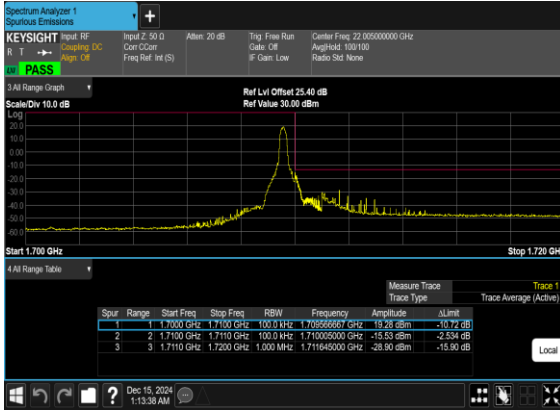 Spectrum Analyzer 1
Spurious Emissions
+
KEYSIGHT Input: RF Input Z: 50 Ω Atten: 20 dB Trig: Free Run Center Freq: 22.005000000 GHz
R T Coupling: DC Corr CCorr Gate: Off Avg|Hold: 100/100
Align: Off Freq Ref: Int (S) IF Gain: Low Radio Std: None
PASS
3 All Range Graph
Ref Lvl Offset 25.40 dB
Scale/Div 10.0 dB Ref Value 30.00 dBm
Log
20.0
10.0
0.00
-10.0
-20.0
-30.0
-40.0
-50.0
-60.0
Start 1.700 GHz Stop 1.720 GH
4 All Range Table
Measure Trace Trace 1
Trace Type Trace Average (Active)
Spur Range Start Freq Stop Freq RBW Frequency Amplitude ΔLimit
1 1 1.7000 GHz 1.7100 GHz 100.0 kHz 1.709566667 GHz 19.28 dBm -10.72 dB
2 2 1.7100 GHz 1.7110 GHz 100.0 kHz 1.710005000 GHz -15.53 dBm -2.534 dB
3 3 1.7110 GHz 1.7200 GHz 1.000 MHz 1.711645000 GHz -28.90 dBm -15.90 dB
Local
? Dec 15, 2024
1:13:38 AM